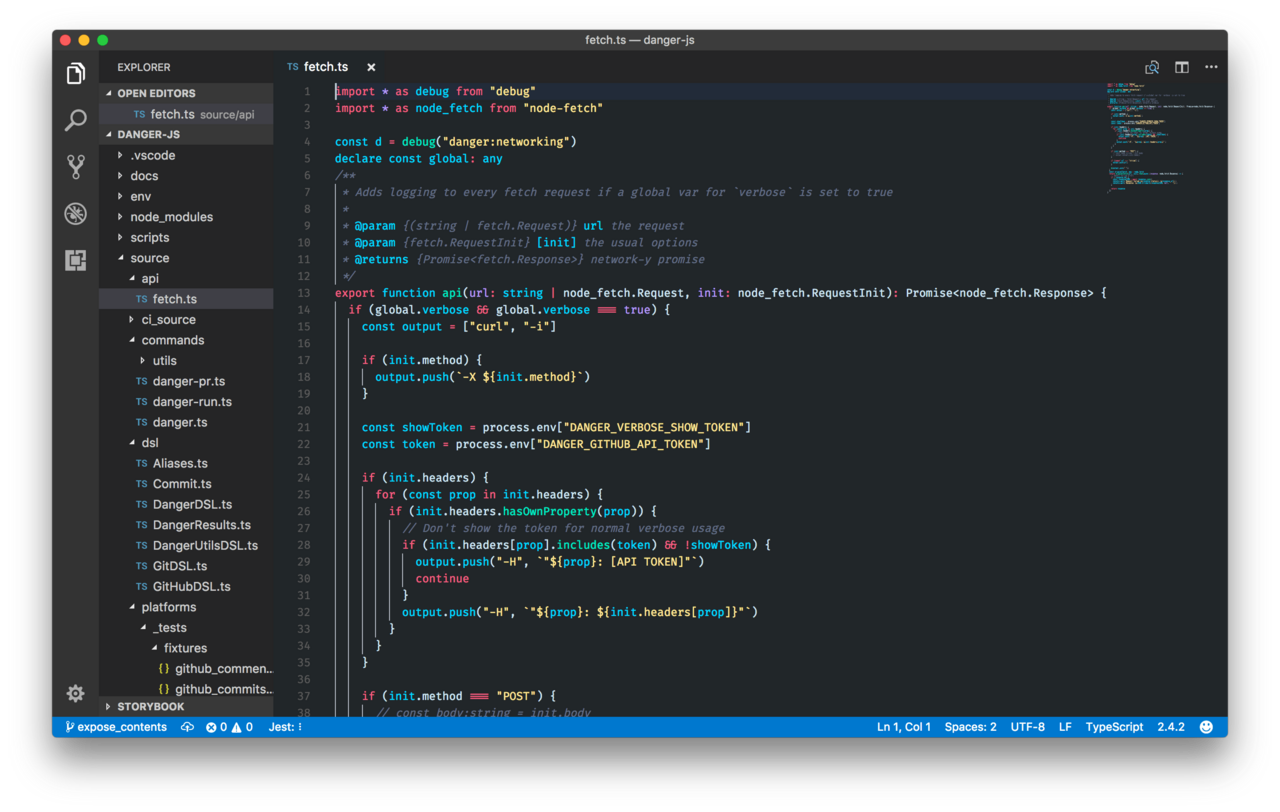 fetch.ts — danger-js
EXPLORER
OPEN EDITORS
TS fetch.ts source/api
DANGER-JS
.vscode
docs
env
node_modules
scripts
source
api
TS fetch.ts
ci_source
commands
utils
TS danger-pr.ts
TS danger-run.ts
TS danger.ts
dsl
TS Aliases.ts
TS Commit.ts
TS DangerDSL.ts
TS DangerResults.ts
TS DangerUtilsDSL.ts
TS GitDSL.ts
TS GitHubDSL.ts
platforms
_tests
fixtures
{} github_commen...
{} github_commits...
STORYBOOK
TS fetch.ts ×
1 import * as debug from "debug"
2 import * as node_fetch from "node-fetch"
3
4 const d = debug("danger:networking")
5 declare const global: any
6 /**
7  * Adds logging to every fetch request if a global var for `verbose` is set to true
8  *
9  * @param {(string | fetch.Request)} url the request
10  * @param {fetch.RequestInit} [init] the usual options
11  * @returns {Promise<fetch.Response>} network-y promise
12  */
13 export function api(url: string | node_fetch.Request, init: node_fetch.RequestInit): Promise<node_fetch.Response> {
14   if (global.verbose && global.verbose === true) {
15     const output = ["curl", "-i"]
16
17     if (init.method) {
18       output.push(`-X ${init.method}`)
19     }
20
21     const showToken = process.env["DANGER_VERBOSE_SHOW_TOKEN"]
22     const token = process.env["DANGER_GITHUB_API_TOKEN"]
23
24     if (init.headers) {
25       for (const prop in init.headers) {
26         if (init.headers.hasOwnProperty(prop)) {
27           // Don't show the token for normal verbose usage
28           if (init.headers[prop].includes(token) && !showToken) {
29             output.push("-H", `"${prop}: [API TOKEN]"`)
30             continue
31           }
32           output.push("-H", `"${prop}: ${init.headers[prop]}"`)
33         }
34       }
35     }
36
37     if (init.method === "POST") {
38       // const body:string = init.body
expose_contents 0 0 Jest: Ln 1, Col 1 Spaces: 2 UTF-8 LF TypeScript 2.4.2